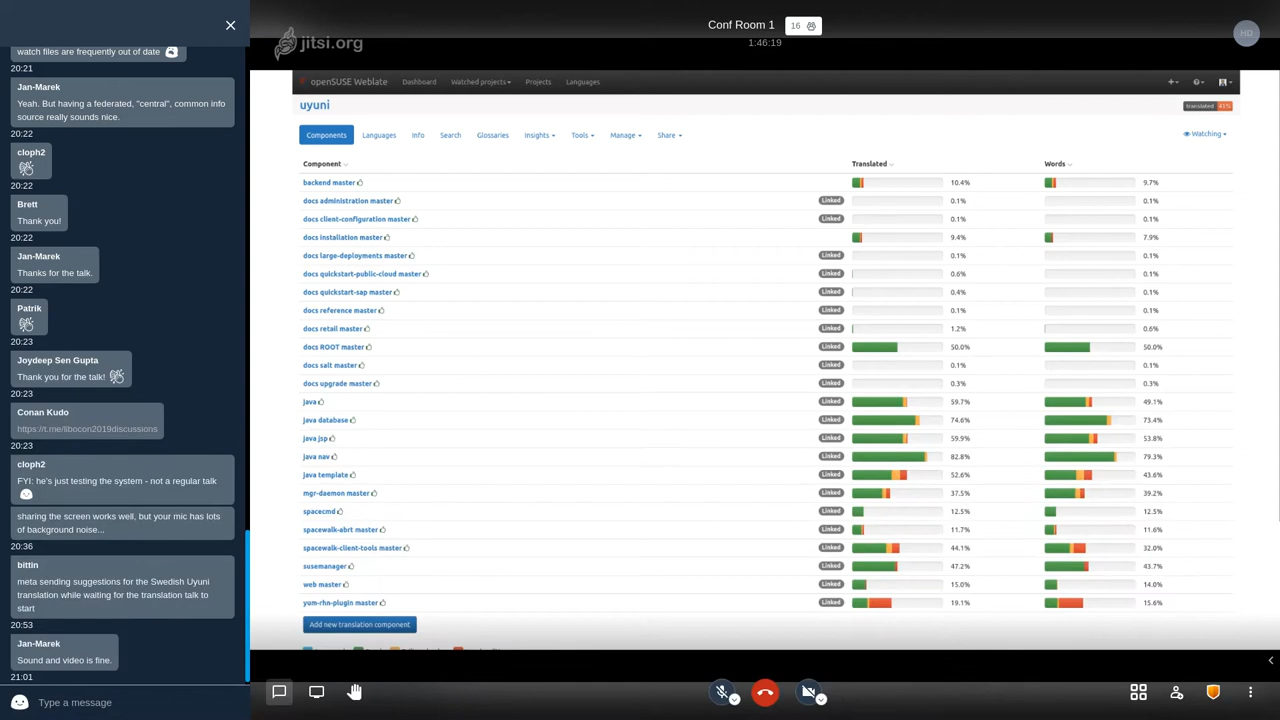 Conf Room 1
16
1:46:19
HD
jitsi.org
watch files are frequently out of date
20:21
Jan-Marek
Yeah. But having a federated, "central", common info
source really sounds nice.
20:22
cloph2
20:22
Brett
Thank you!
20:22
Jan-Marek
Thanks for the talk.
20:22
Patrik
20:23
Joydeep Sen Gupta
Thank you for the talk!
20:23
Conan Kudo
https://t.me/libocon2019discussions
20:23
cloph2
FYI: he's just testing the system - not a regular talk
sharing the screen works well, but your mic has lots
of background noise...
20:36
bittin
meta sending suggestions for the Swedish Uyuni
translation while waiting for the translation talk to
start
20:53
Jan-Marek
Sound and video is fine.
21:01
Type a message
openSUSE Weblate Dashboard Watched projects Projects Languages
uyuni
translated 41%
Components Languages Info Search Glossaries Insights Tools Manage Share Watching
Component Translated Words
backend master 10.4% 9.7%
docs administration master Linked 0.1% 0.1%
docs client-configuration master Linked 0.1% 0.1%
docs installation master Linked 9.4% 7.9%
docs large-deployments master Linked 0.1% 0.1%
docs quickstart-public-cloud master Linked 0.6% 0.1%
docs quickstart-sap master Linked 0.4% 0.1%
docs reference master Linked 0.1% 0.1%
docs retail master Linked 1.2% 0.6%
docs ROOT master Linked 50.0% 50.0%
docs salt master Linked 0.1% 0.1%
docs upgrade master Linked 0.3% 0.3%
java Linked 59.7% 49.1%
java database Linked 74.6% 73.4%
java jsp Linked 59.9% 53.8%
java nav Linked 82.8% 79.3%
java template Linked 52.6% 43.6%
mgr-daemon master Linked 37.5% 39.2%
spacecmd Linked 12.5% 12.5%
spacewalk-abrt master Linked 11.7% 11.6%
spacewalk-client-tools master Linked 44.1% 32.0%
susemanager Linked 47.2% 43.7%
web master Linked 15.0% 14.0%
yum-rhn-plugin master Linked 19.1% 15.6%
Add new translation component